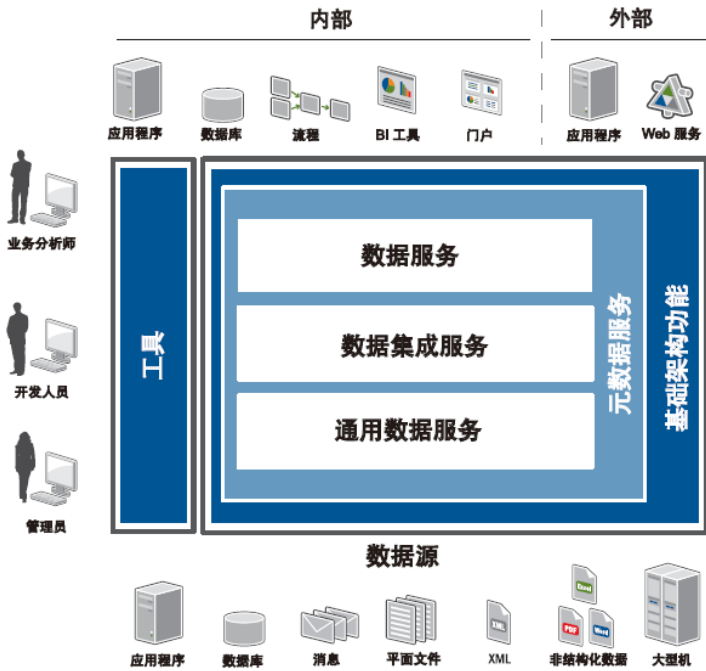 内部
外部
应用程序
数据库
流程
BI 工具
门户
应用程序
Web 服务
业务分析师
开发人员
管理员
工具
数据服务
数据集成服务
通用数据服务
元数据服务
基础架构功能
数据源
Excel
XML
PDF
Word
应用程序
数据库
消息
平面文件
XML
非结构化数据
大型机